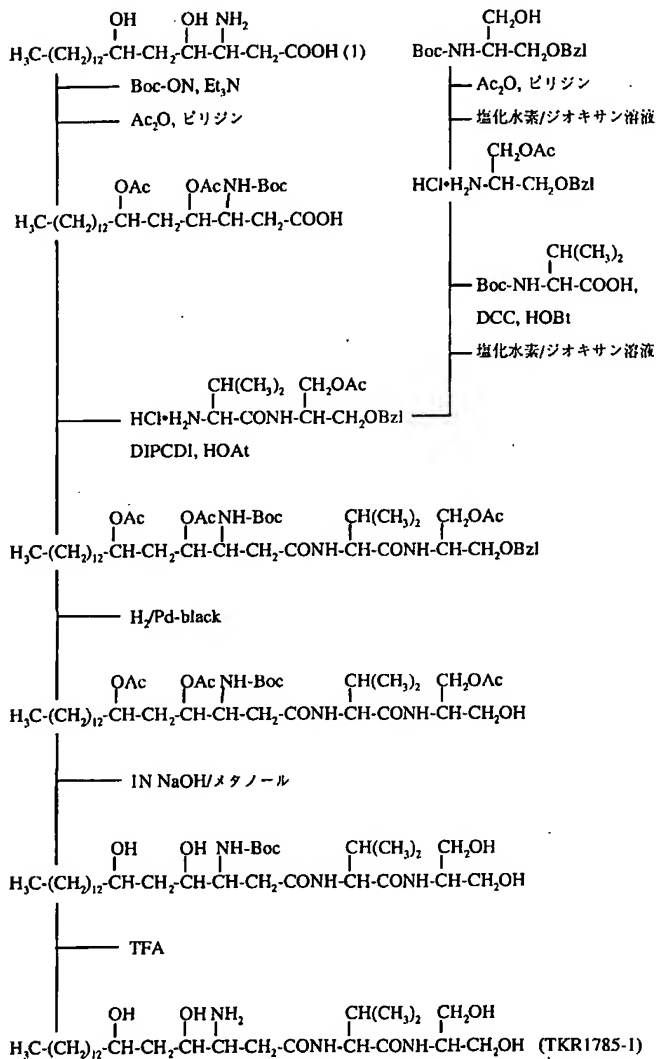 OH OH NH₂ CH₂OH
H₃C-(CH₂)₁₂-CH-CH₂-CH-CH-CH₂-COOH (1) Boc-NH-CH-CH₂OBzl
Boc-ON, Et₃N Ac₂O, ピリジン
Ac₂O, ピリジン 塩化水素/ジオキサン溶液
CH₂OAc
OAc OAc NH-Boc HCl•H₂N-CH-CH₂OBzl
H₃C-(CH₂)₁₂-CH-CH₂-CH-CH-CH₂-COOH
CH(CH₃)₂
Boc-NH-CH-COOH,
DCC, HOBt
塩化水素/ジオキサン溶液
CH(CH₃)₂ CH₂OAc
HCl•H₂N-CH-CONH-CH-CH₂OBzl
DIPCDI, HOAt
OAc OAc NH-Boc CH(CH₃)₂ CH₂OAc
H₃C-(CH₂)₁₂-CH-CH₂-CH-CH-CH₂-CONH-CH-CONH-CH-CH₂OBzl
H₂/Pd-black
OAc OAc NH-Boc CH(CH₃)₂ CH₂OAc
H₃C-(CH₂)₁₂-CH-CH₂-CH-CH-CH₂-CONH-CH-CONH-CH-CH₂OH
1N NaOH/メタノール
OH OH NH-Boc CH(CH₃)₂ CH₂OH
H₃C-(CH₂)₁₂-CH-CH₂-CH-CH-CH₂-CONH-CH-CONH-CH-CH₂OH
TFA
OH OH NH₂ CH(CH₃)₂ CH₂OH
H₃C-(CH₂)₁₂-CH-CH₂-CH-CH-CH₂-CONH-CH-CONH-CH-CH₂OH (TKR1785-I)